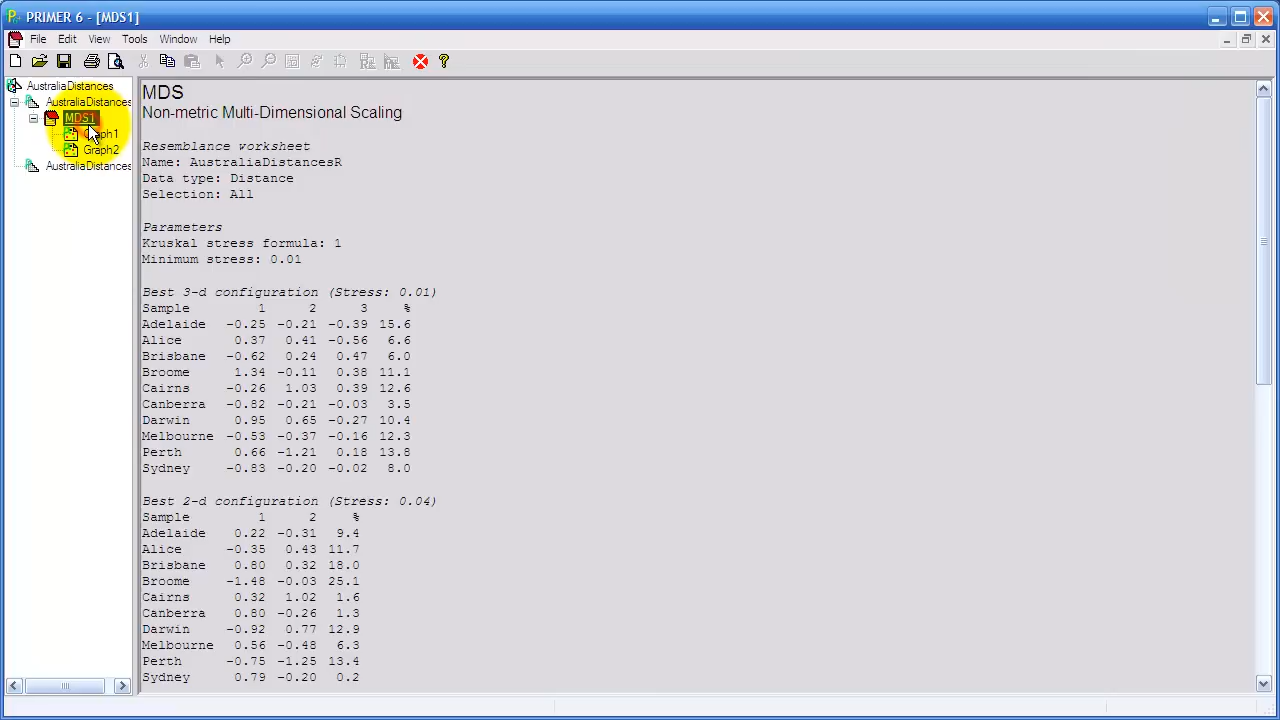 PRIMER 6 - [MDS1]
File Edit View Tools Window Help
AustraliaDistances
AustraliaDistances
MDS1
Graph1
Graph2
AustraliaDistances
MDS
Non-metric Multi-Dimensional Scaling
Resemblance worksheet
Name: AustraliaDistancesR
Data type: Distance
Selection: All
Parameters
Kruskal stress formula: 1
Minimum stress: 0.01
Best 3-d configuration (Stress: 0.01)
Sample 1 2 3 %
Adelaide -0.25 -0.21 -0.39 15.6
Alice 0.37 0.41 -0.56 6.6
Brisbane -0.62 0.24 0.47 6.0
Broome 1.34 -0.11 0.38 11.1
Cairns -0.26 1.03 0.39 12.6
Canberra -0.82 -0.21 -0.03 3.5
Darwin 0.95 0.65 -0.27 10.4
Melbourne -0.53 -0.37 -0.16 12.3
Perth 0.66 -1.21 0.18 13.8
Sydney -0.83 -0.20 -0.02 8.0
Best 2-d configuration (Stress: 0.04)
Sample 1 2 %
Adelaide 0.22 -0.31 9.4
Alice -0.35 0.43 11.7
Brisbane 0.80 0.32 18.0
Broome -1.48 -0.03 25.1
Cairns 0.32 1.02 1.6
Canberra 0.80 -0.26 1.3
Darwin -0.92 0.77 12.9
Melbourne 0.56 -0.48 6.3
Perth -0.75 -1.25 13.4
Sydney 0.79 -0.20 0.2